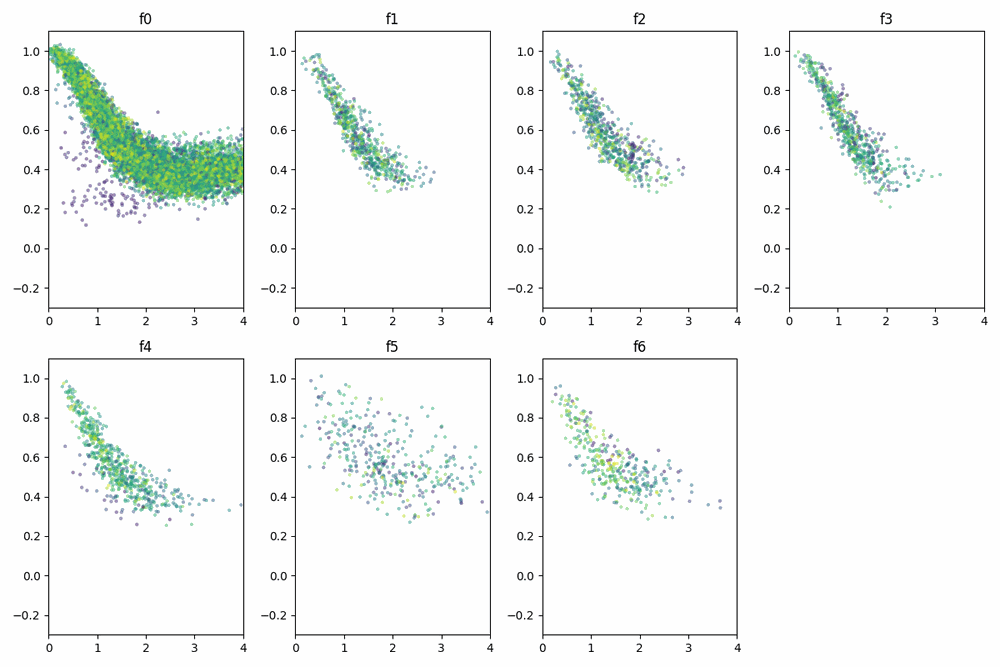 f0 f1 f2 f3
1.0 1.0 1.0 1.0
0.8 0.8 0.8 0.8
0.6 0.6 0.6 0.6
0.4 0.4 0.4 0.4
0.2 0.2 0.2 0.2
0.0 0.0 0.0 0.0
−0.2 −0.2 −0.2 −0.2
0 1 2 3 4 0 1 2 3 4 0 1 2 3 4 0 1 2 3 4
f4 f5 f6
1.0 1.0 1.0
0.8 0.8 0.8
0.6 0.6 0.6
0.4 0.4 0.4
0.2 0.2 0.2
0.0 0.0 0.0
−0.2 −0.2 −0.2
0 1 2 3 4 0 1 2 3 4 0 1 2 3 4